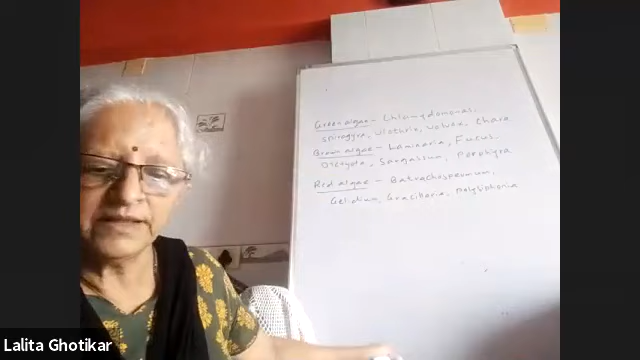 Green algae - Chlamydomonas,
Spirogyra, Ulothrix, Volvox, Chara
Brown algae - Laminaria, Fucus
Dictyota, Sargassum, Porphyra
Red algae - Batrachospermum,
Gelidium, Gracilaria, Polysiphonia
Lalita Ghotikar